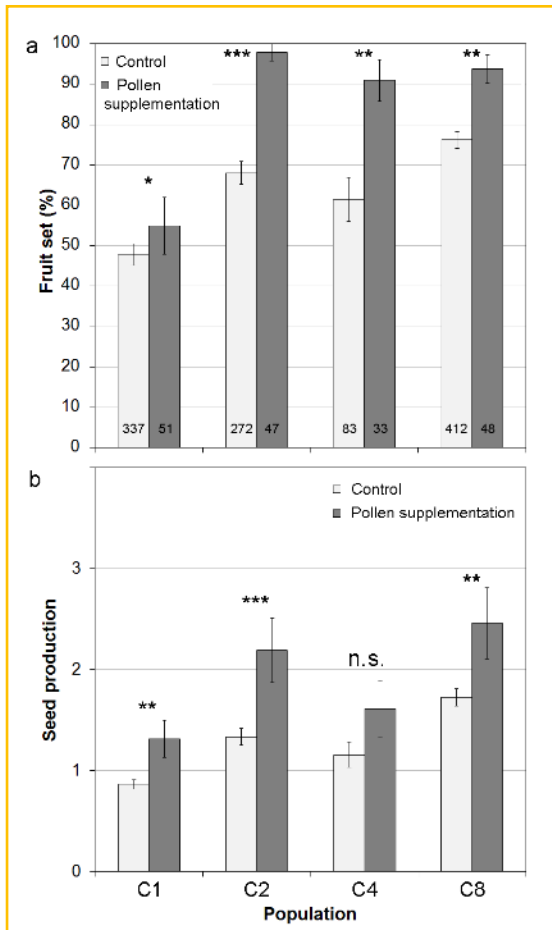 a
100
90
80
70
60
50
40
30
20
10
0
Fruit set (%)
Control
Pollen
supplementation
*
***
**
**
337 51 272 47 83 33 412 48
b
3
2
1
0
Seed production
Control
Pollen supplementation
**
***
n.s.
**
C1 C2 C4 C8
Population